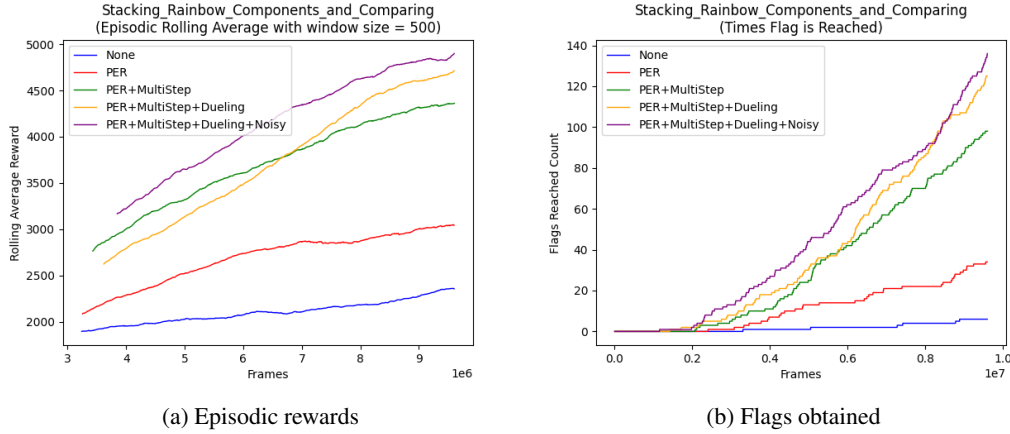 Stacking_Rainbow_Components_and_Comparing
(Episodic Rolling Average with window size = 500)
5000
4500
4000
3500
3000
2500
2000
Rolling Average Reward
None
PER
PER+MultiStep
PER+MultiStep+Dueling
PER+MultiStep+Dueling+Noisy
3 4 5 6 7 8 9
1e6
Frames
(a) Episodic rewards
Stacking_Rainbow_Components_and_Comparing
(Times Flag is Reached)
140
120
100
80
60
40
20
0
Flags Reached Count
None
PER
PER+MultiStep
PER+MultiStep+Dueling
PER+MultiStep+Dueling+Noisy
0.0 0.2 0.4 0.6 0.8 1.0
1e7
Frames
(b) Flags obtained